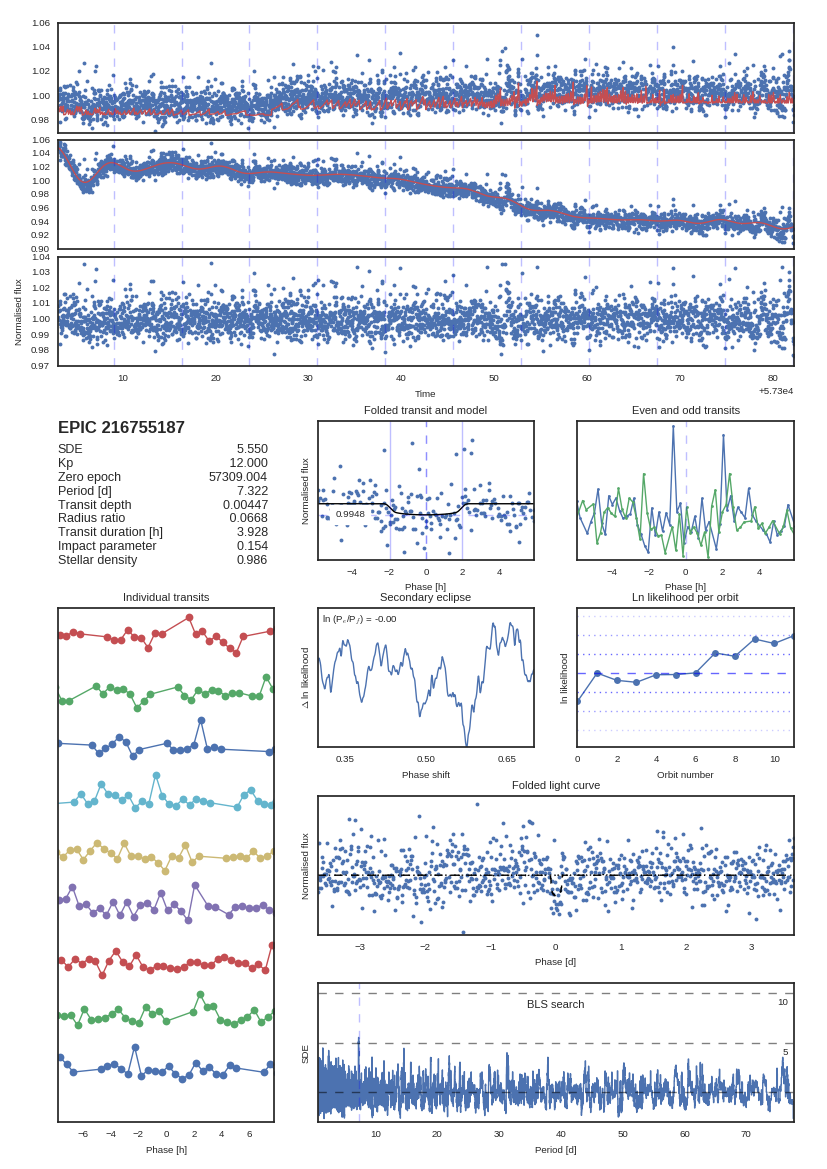 1.06
1.04
1.02
1.00
0.98
1.06
1.04
1.02
1.00
0.98
0.96
0.94
0.92
0.90
1.04
1.03
1.02
1.01
1.00
0.99
0.98
0.97
Normalised flux
10 20 30 40 50 60 70 80
Time
+5.73e4
EPIC 216755187
SDE 5.550
Kp 12.000
Zero epoch 57309.004
Period [d] 7.322
Transit depth 0.00447
Radius ratio 0.0668
Transit duration [h] 3.928
Impact parameter 0.154
Stellar density 0.986
Folded transit and model
Normalised flux
0.9948
−4 −2 0 2 4
Phase [h]
Even and odd transits
−4 −2 0 2 4
Phase [h]
Individual transits
−6 −4 −2 0 2 4 6
Phase [h]
Secondary eclipse
ln (Pₑ/P𝑓) = -0.00
Δ ln likelihood
0.35 0.50 0.65
Phase shift
Ln likelihood per orbit
ln likelihood
0 2 4 6 8 10
Orbit number
Folded light curve
Normalised flux
−3 −2 −1 0 1 2 3
Phase [d]
BLS search
10
5
SDE
10 20 30 40 50 60 70
Period [d]